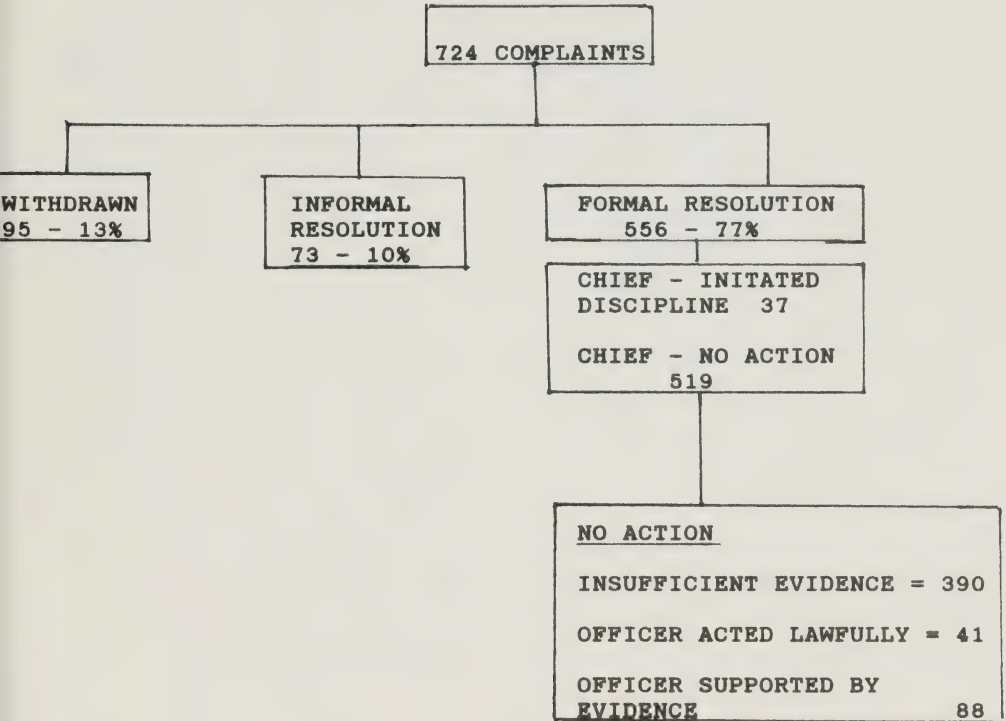 724 COMPLAINTS
WITHDRAWN
95 - 13%
INFORMAL
RESOLUTION
73 - 10%
FORMAL RESOLUTION
556 - 77%
CHIEF - INITATED
DISCIPLINE 37
CHIEF - NO ACTION
519
NO ACTION
INSUFFICIENT EVIDENCE = 390
OFFICER ACTED LAWFULLY = 41
OFFICER SUPPORTED BY
EVIDENCE 88